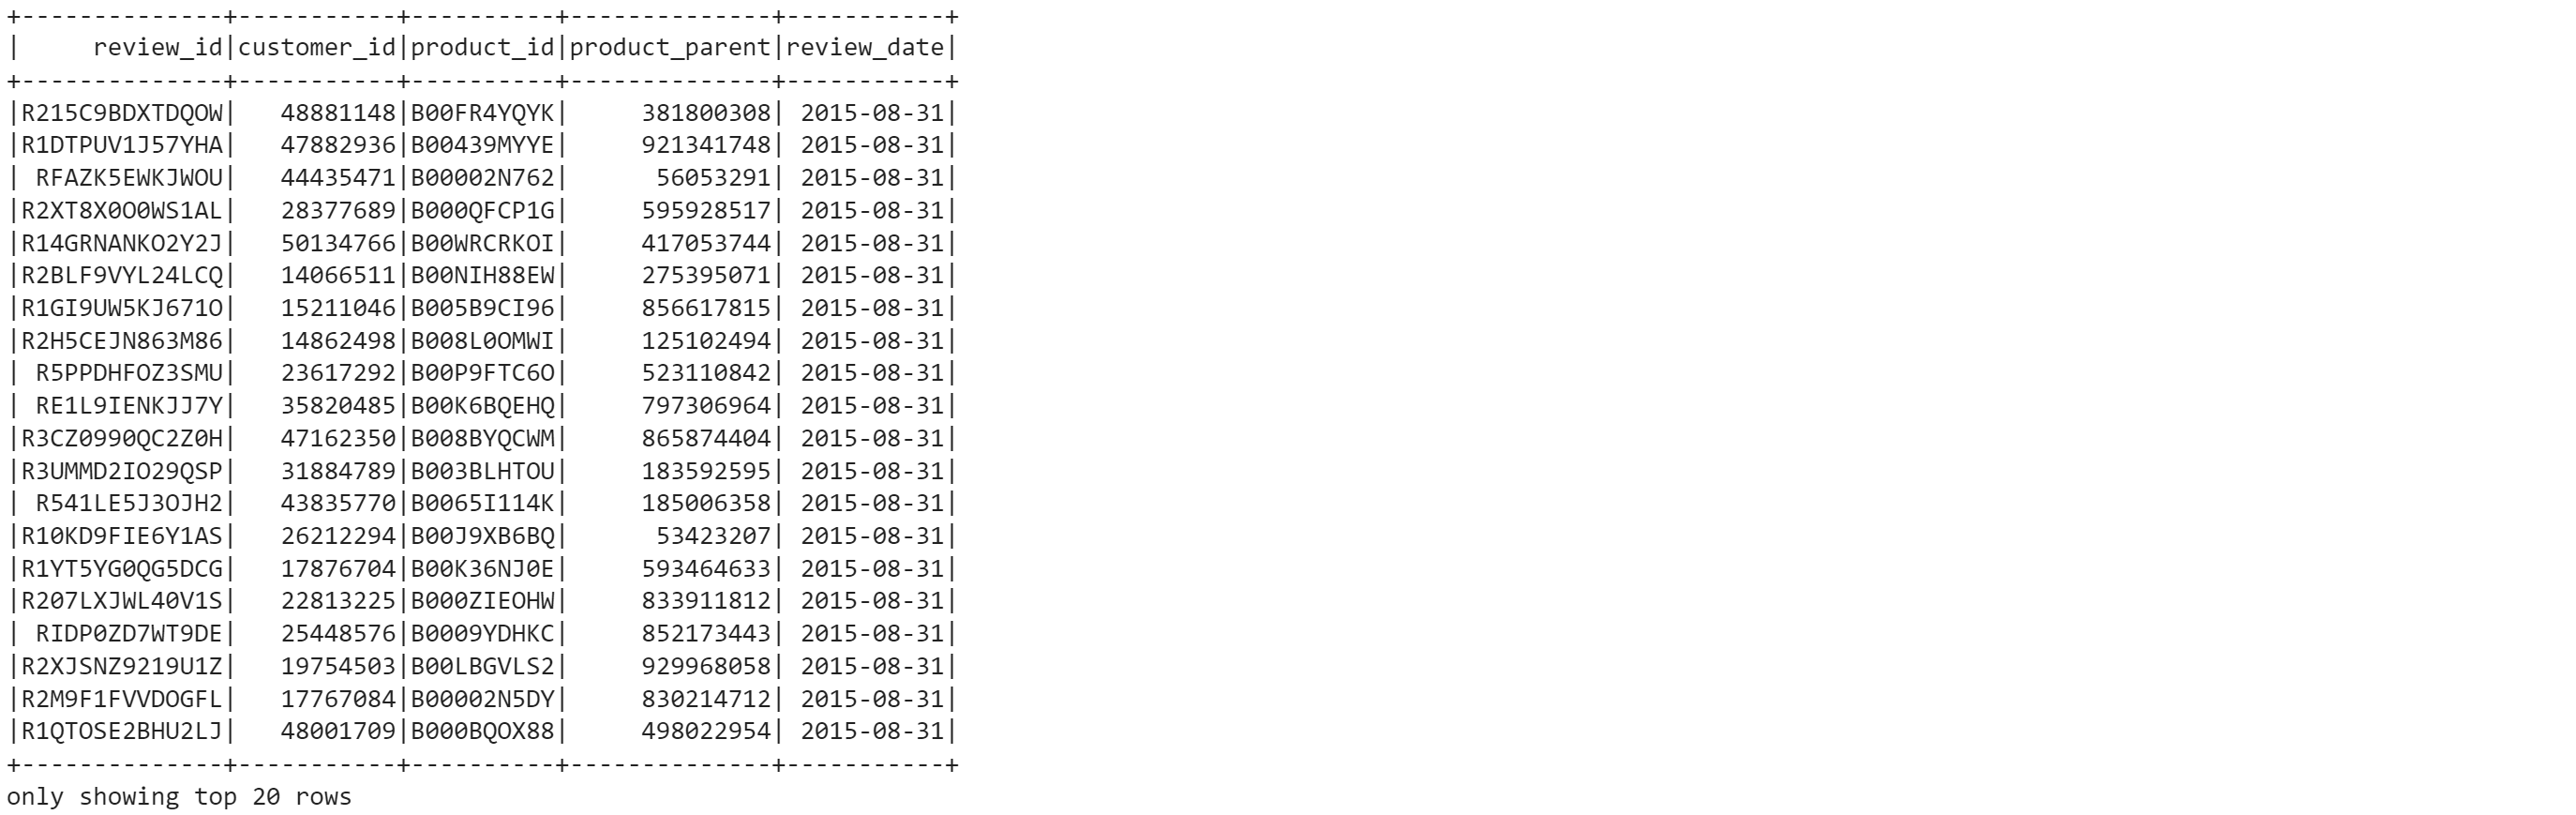 +--------------+-----------+----------+--------------+-----------+
|     review_id|customer_id|product_id|product_parent|review_date|
+--------------+-----------+----------+--------------+-----------+
|R215C9BDXTDQOW|   48881148|B00FR4YQYK|     381800308| 2015-08-31|
|R1DTPUV1J57YHA|   47882936|B00439MYYE|     921341748| 2015-08-31|
| RFAZK5EWKJWOU|   44435471|B00002N762|      56053291| 2015-08-31|
|R2XT8X0O0WS1AL|   28377689|B000QFCP1G|     595928517| 2015-08-31|
|R14GRNANKO2Y2J|   50134766|B00WRCRKOI|     417053744| 2015-08-31|
|R2BLF9VYL24LCQ|   14066511|B00NIH88EW|     275395071| 2015-08-31|
|R1GI9UW5KJ671O|   15211046|B005B9CI96|     856617815| 2015-08-31|
|R2H5CEJN863M86|   14862498|B008L0OMWI|     125102494| 2015-08-31|
| R5PPDHFOZ3SMU|   23617292|B00P9FTC6O|     523110842| 2015-08-31|
| RE1L9IENKJJ7Y|   35820485|B00K6BQEHQ|     797306964| 2015-08-31|
|R3CZ0990QC2Z0H|   47162350|B008BYQCWM|     865874404| 2015-08-31|
|R3UMMD2IO29QSP|   31884789|B003BLHTOU|     183592595| 2015-08-31|
| R541LE5J3OJH2|   43835770|B0065I114K|     185006358| 2015-08-31|
|R10KD9FIE6Y1AS|   26212294|B00J9XB6BQ|      53423207| 2015-08-31|
|R1YT5YG0QG5DCG|   17876704|B00K36NJ0E|     593464633| 2015-08-31|
|R207LXJWL40V1S|   22813225|B000ZIEOHW|     833911812| 2015-08-31|
| RIDP0ZD7WT9DE|   25448576|B0009YDHKC|     852173443| 2015-08-31|
|R2XJSNZ9219U1Z|   19754503|B00LBGVLS2|     929968058| 2015-08-31|
|R2M9F1FVVDOGFL|   17767084|B00002N5DY|     830214712| 2015-08-31|
|R1QTOSE2BHU2LJ|   48001709|B000BQOX88|     498022954| 2015-08-31|
+--------------+-----------+----------+--------------+-----------+
only showing top 20 rows